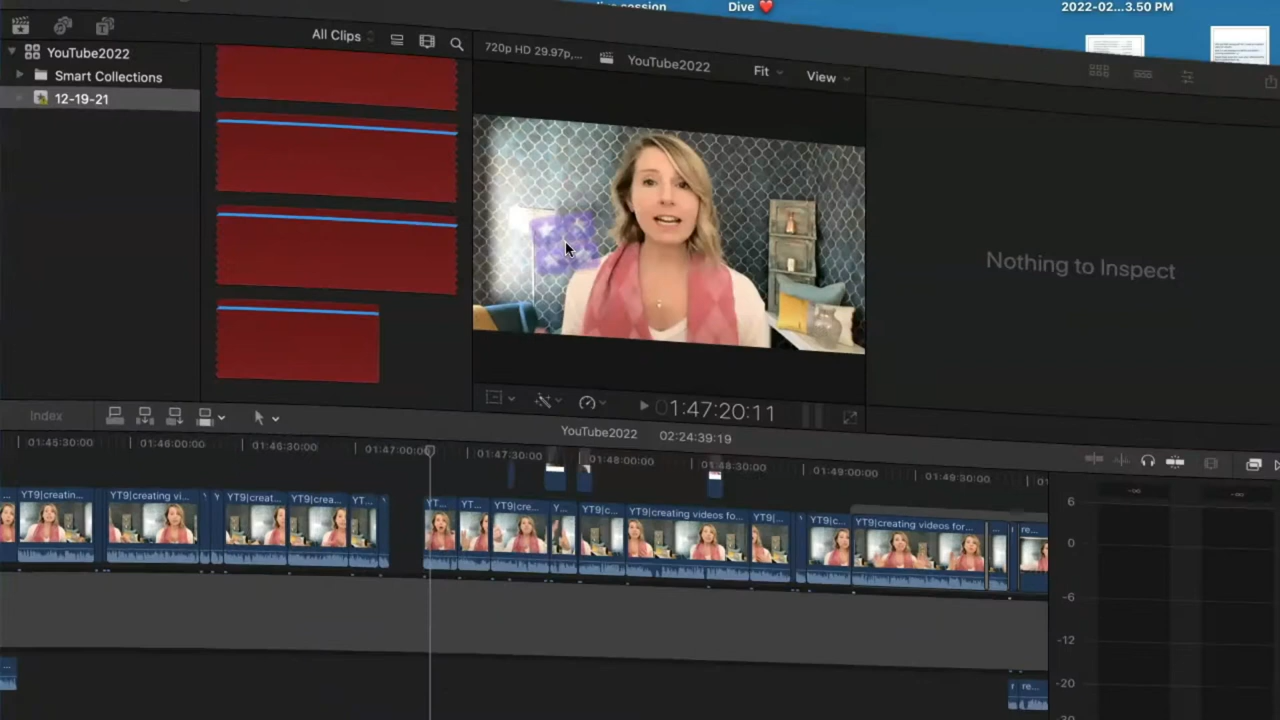 live session
Dive ❤️
2022-02...3.50 PM
All Clips
720p HD 29.97p,...
YouTube2022
Fit
View
YouTube2022
Smart Collections
12-19-21
Nothing to Inspect
01:47:20:11
Index
YouTube2022
02:24:39:19
01:45:30:00
01:46:00:00
01:46:30:00
01:47:00:00
01:47:30:00
01:48:00:00
01:48:30:00
01:49:00:00
01:49:30:00
YT9|creatin...
YT9|creating vi...
YT9|creat...
YT9|crea...
YT...
YT...
YT...
YT9|cre...
Y...
YT9|c...
YT9|creating videos fo...
YT9|...
YT9|c...
YT9|creating videos for...
re...
re...
6
0
-6
-12
-20
-30
-∞
-∞